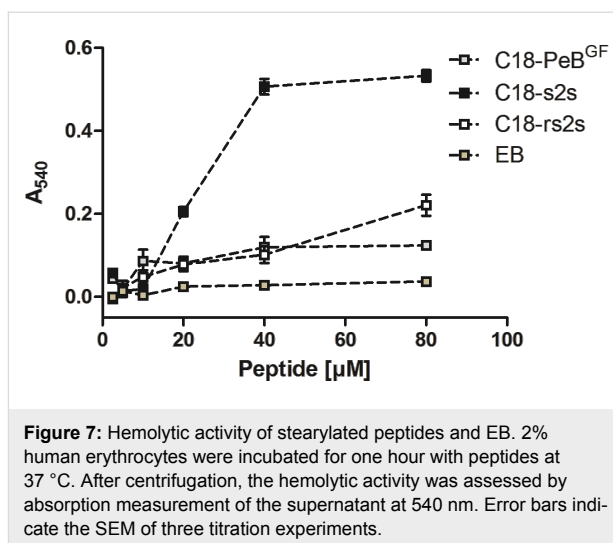 0.6
0.4
0.2
0.0
A540
0
20
40
60
80
100
Peptide [µM]
C18-PeB^GF
C18-s2s
C18-rs2s
EB
Figure 7: Hemolytic activity of stearylated peptides and EB. 2%
human erythrocytes were incubated for one hour with peptides at
37 °C. After centrifugation, the hemolytic activity was assessed by
absorption measurement of the supernatant at 540 nm. Error bars indi-
cate the SEM of three titration experiments.